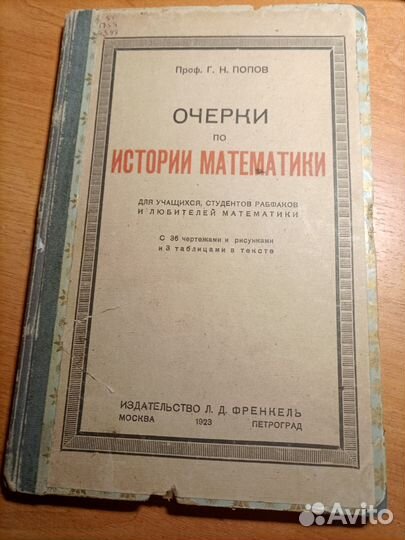 Проф. Г. Н. ПОПОВ
ОЧЕРКИ
ПО
ИСТОРИИ МАТЕМАТИКИ
ДЛЯ УЧАЩИХСЯ, СТУДЕНТОВ РАБФАКОВ
И ЛЮБИТЕЛЕЙ МАТЕМАТИКИ
С 36 чертежами и рисунками
и 3 таблицами в тексте
ИЗДАТЕЛЬСТВО Л. Д. ФРЕНКЕЛЬ
МОСКВА 1923 ПЕТРОГРАД
Avito